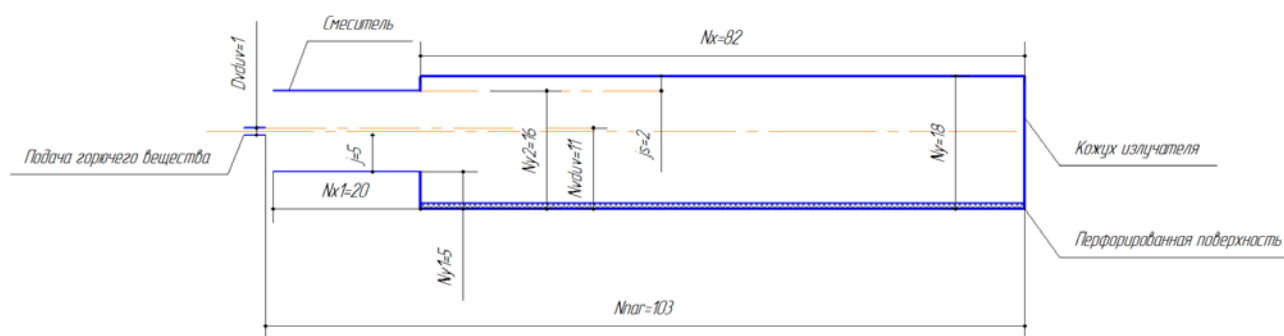 Смеситель
Nx=82
Dvduv=1
Подача горючего вещества
j=5
Ny2=16
Nvduv=11
js=2
Ny=18
Кожух излучателя
Nx1=20
Ny1=5
Перфорированная поверхность
Nnar=103